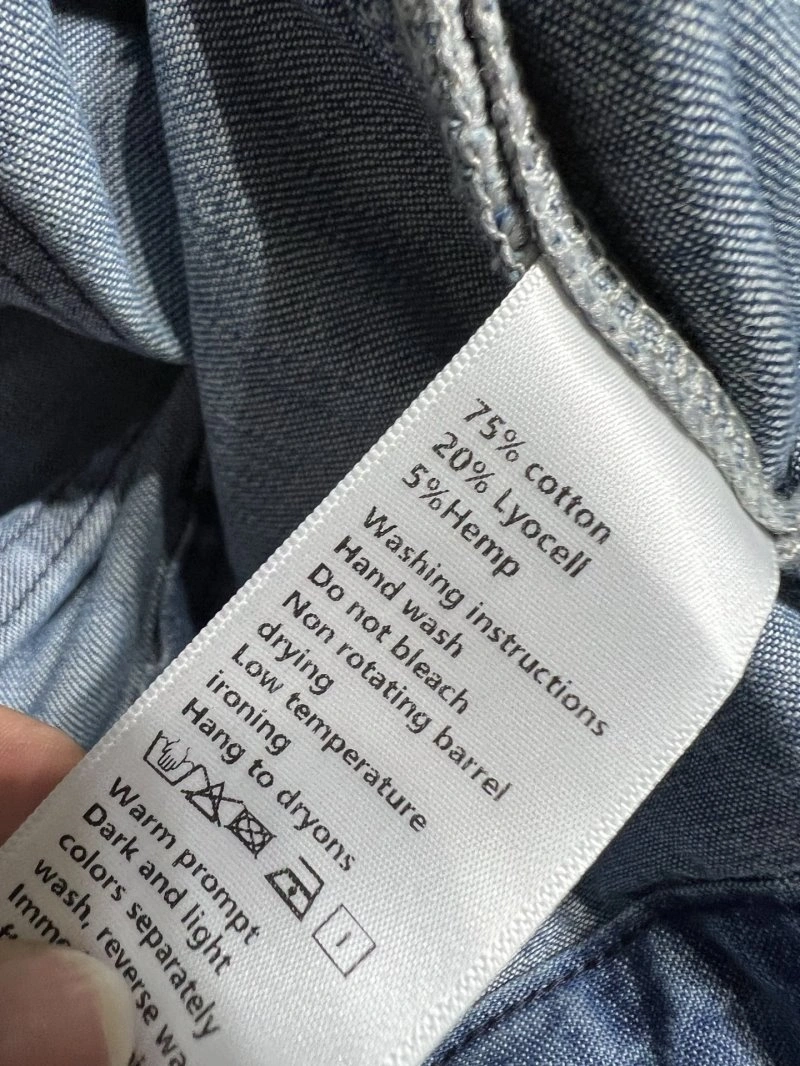 75% cotton
20% Lyocell
5%Hemp
Washing instructions
Hand wash
Do not bleach
Non rotating barrel
drying
Low temperature
ironing
Hang to dryons
Warm prompt
Dark and light
colors separately
wash, reverse